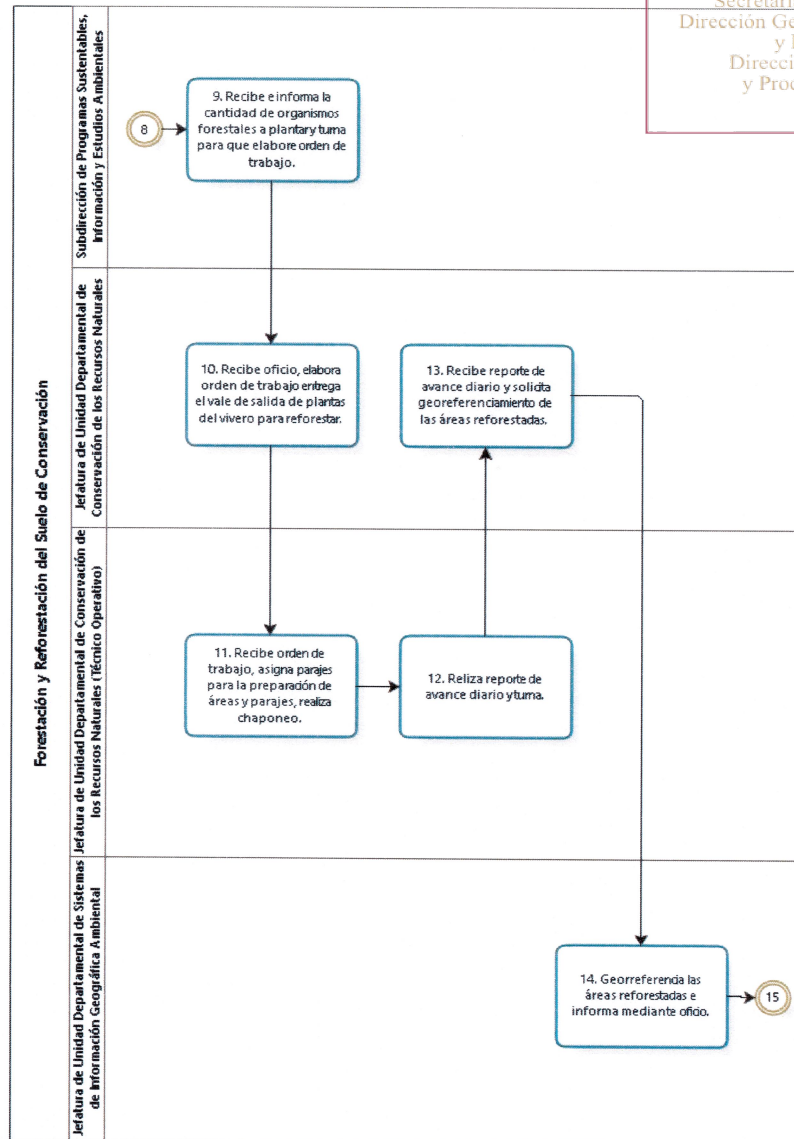 Dirección Ge
y
Direcci
y Proc
Forestación y Reforestación del Suelo de Conservación
Subdirección de Programas Sustentables,
Información y Estudios Ambientales
8
9. Recibe e informa la
cantidad de organismos
forestales a plantar y turna
para que elabore orden de
trabajo.
Jefatura de Unidad Departamental de
Conservación de los Recursos Naturales
10. Recibe oficio, elabora
orden de trabajo entrega
el vale de salida de plantas
del vivero para reforestar.
13. Recibe reporte de
avance diario y solicita
georeferenciamiento de
las áreas reforestadas.
Jefatura de Unidad Departamental de Conservación de
los Recursos Naturales (Técnico Operativo)
11. Recibe orden de
trabajo, asigna parajes
para la preparación de
áreas y parajes, realiza
chaponeo.
12. Reliza reporte de
avance diario y turna.
Jefatura de Unidad Departamental de Sistemas
de Información Geográfica Ambiental
14. Georreferencia las
áreas reforestadas e
informa mediante oficio.
15